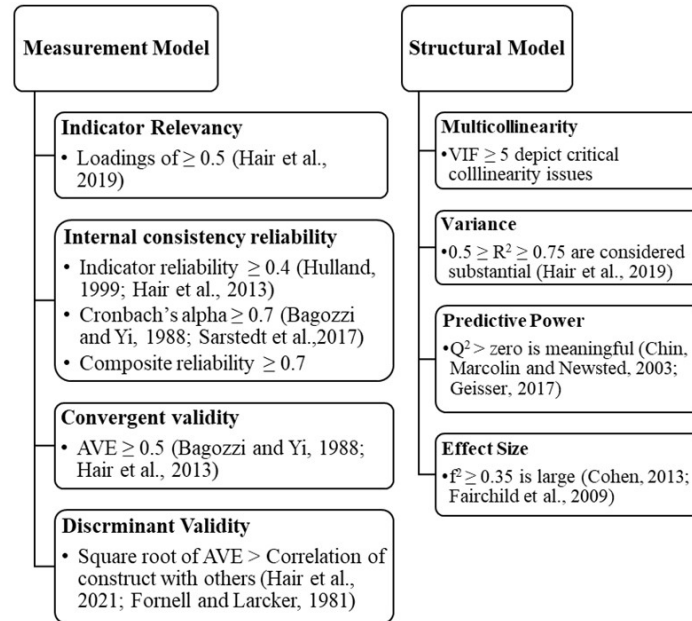 Measurement Model
Indicator Relevancy
• Loadings of ≥ 0.5 (Hair et al.,
2019)
Internal consistency reliability
• Indicator reliability ≥ 0.4 (Hulland,
1999; Hair et al., 2013)
• Cronbach's alpha ≥ 0.7 (Bagozzi
and Yi, 1988; Sarstedt et al.,2017)
• Composite reliability ≥ 0.7
Convergent validity
• AVE ≥ 0.5 (Bagozzi and Yi, 1988;
Hair et al., 2013)
Discrminant Validity
• Square root of AVE > Correlation of
construct with others (Hair et al.,
2021; Fornell and Larcker, 1981)
Structural Model
Multicollinearity
•VIF ≥ 5 depict critical
colllinearity issues
Variance
•0.5 ≥ R² ≥ 0.75 are considered
substantial (Hair et al., 2019)
Predictive Power
•Q² > zero is meaningful (Chin,
Marcolin and Newsted, 2003;
Geisser, 2017)
Effect Size
•f² ≥ 0.35 is large (Cohen, 2013;
Fairchild et al., 2009)